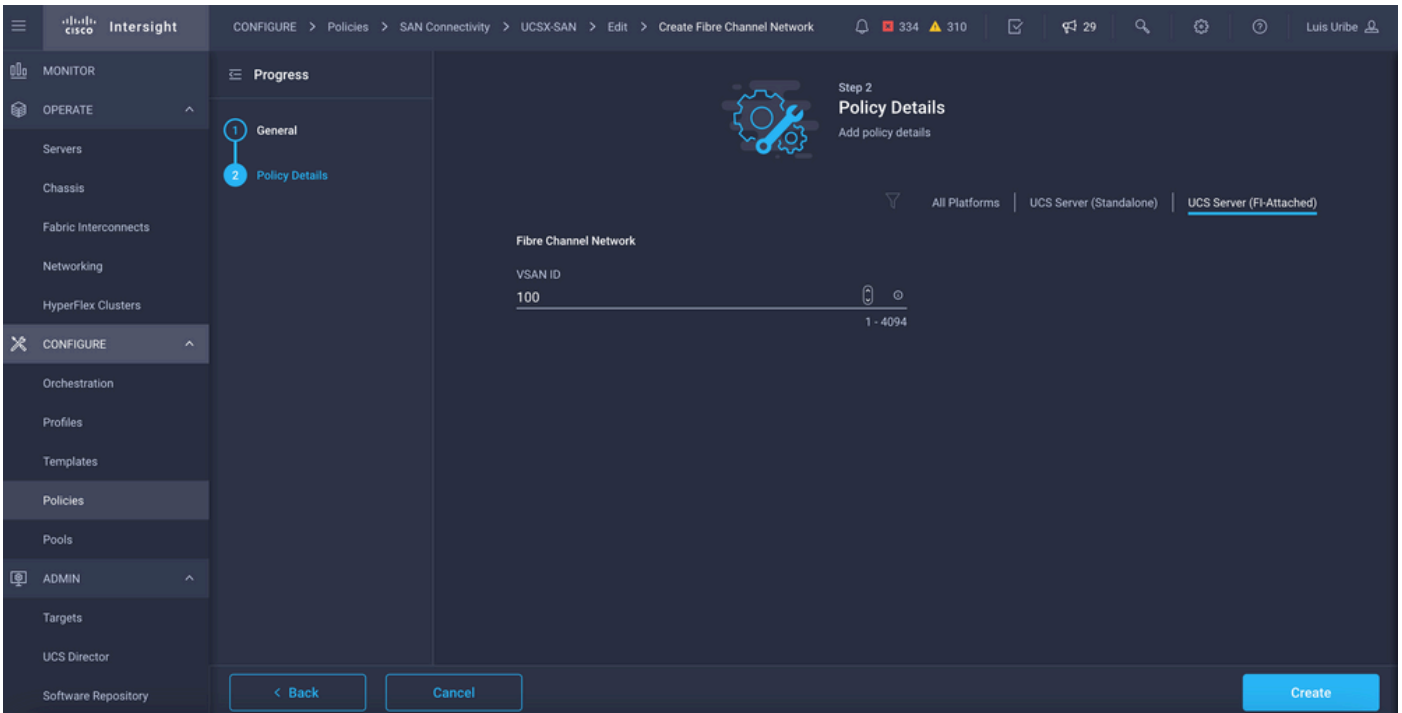 cisco Intersight
CONFIGURE > Policies > SAN Connectivity > UCSX-SAN > Edit > Create Fibre Channel Network
334 310 29 Luis Uribe
MONITOR
OPERATE
Servers
Chassis
Fabric Interconnects
Networking
HyperFlex Clusters
CONFIGURE
Orchestration
Profiles
Templates
Policies
Pools
ADMIN
Targets
UCS Director
Software Repository
Progress
1 General
2 Policy Details
Step 2
Policy Details
Add policy details
All Platforms | UCS Server (Standalone) | UCS Server (FI-Attached)
Fibre Channel Network
VSAN ID
100
1 - 4094
< Back Cancel Create